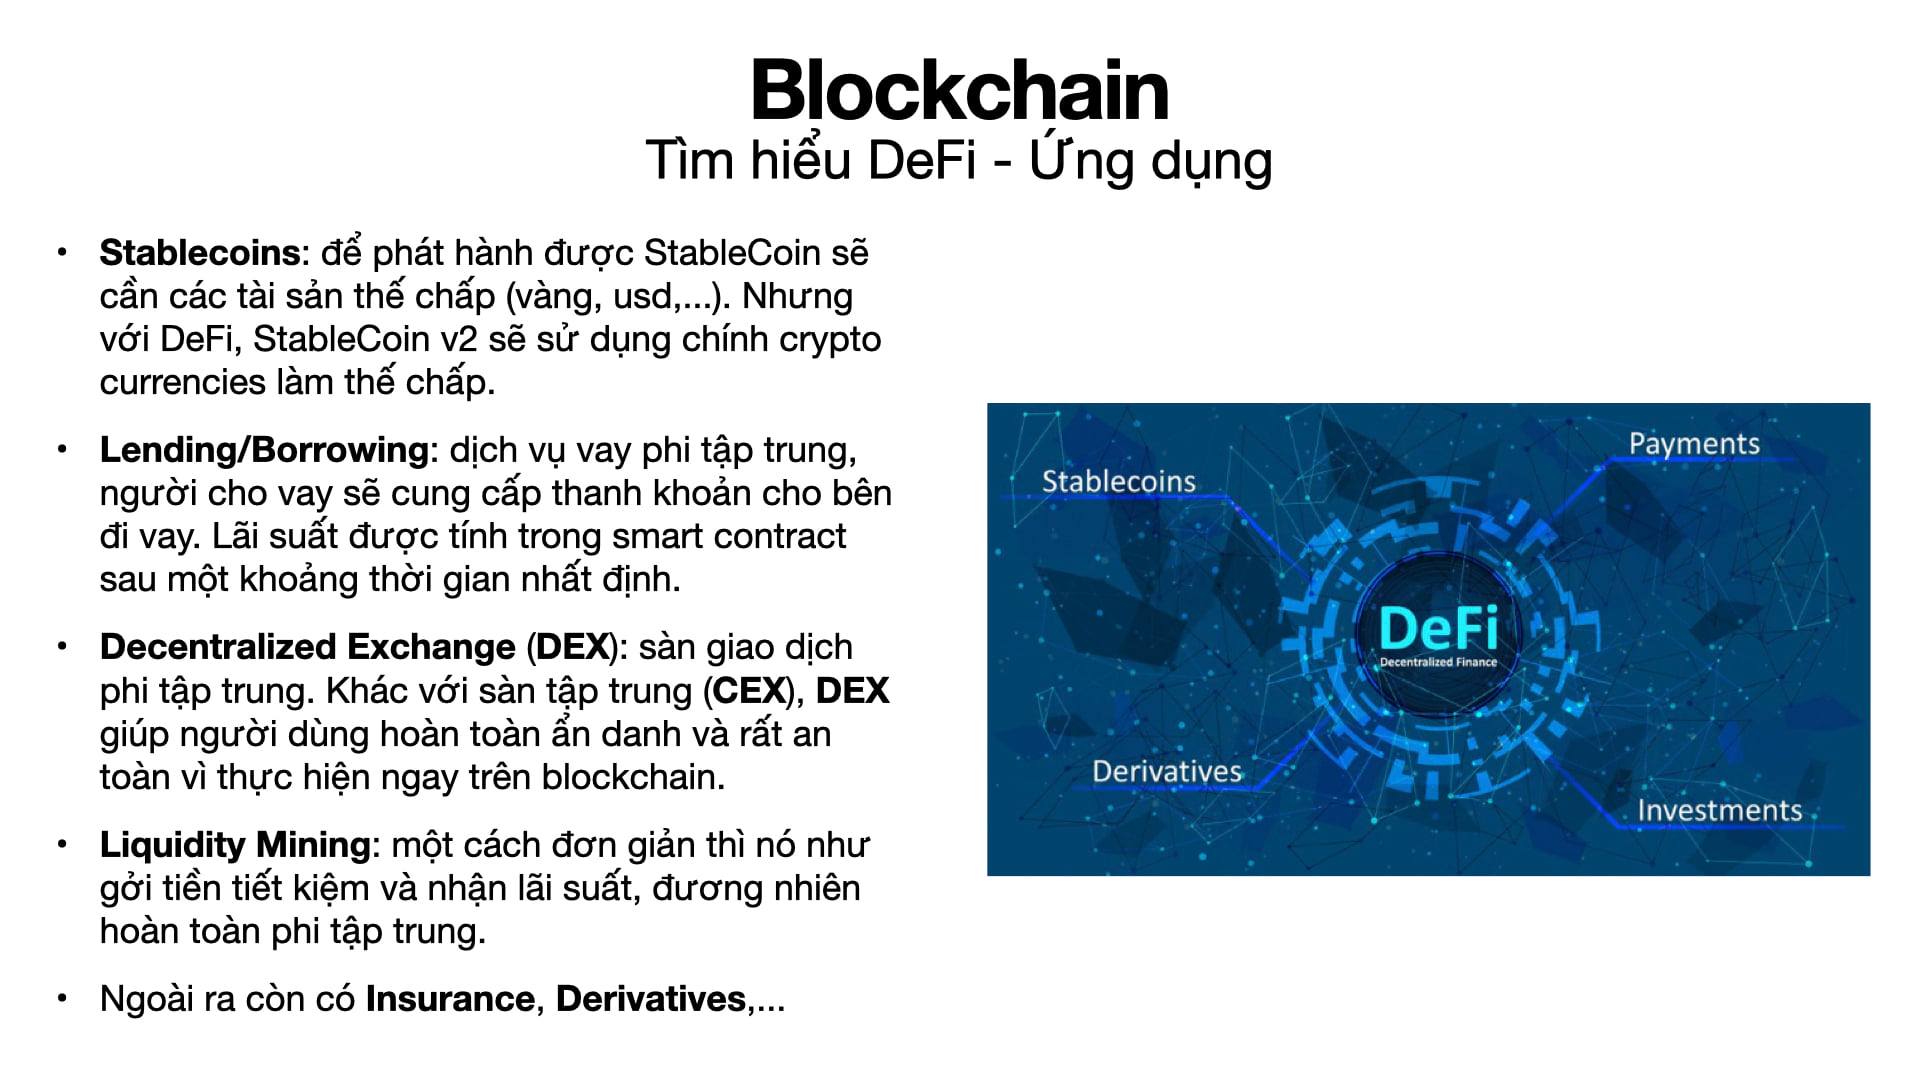 Blockchain
Tìm hiểu DeFi - Ứng dụng
• Stablecoins: để phát hành được StableCoin sẽ
cần các tài sản thế chấp (vàng, usd,...). Nhưng
với DeFi, StableCoin v2 sẽ sử dụng chính crypto
currencies làm thế chấp.
• Lending/Borrowing: dịch vụ vay phi tập trung,
người cho vay sẽ cung cấp thanh khoản cho bên
đi vay. Lãi suất được tính trong smart contract
sau một khoảng thời gian nhất định.
• Decentralized Exchange (DEX): sàn giao dịch
phi tập trung. Khác với sàn tập trung (CEX), DEX
giúp người dùng hoàn toàn ẩn danh và rất an
toàn vì thực hiện ngay trên blockchain.
• Liquidity Mining: một cách đơn giản thì nó như
gởi tiền tiết kiệm và nhận lãi suất, đương nhiên
hoàn toàn phi tập trung.
• Ngoài ra còn có Insurance, Derivatives,...
Payments
Stablecoins
DeFi
Decentralized Finance
Derivatives
Investments